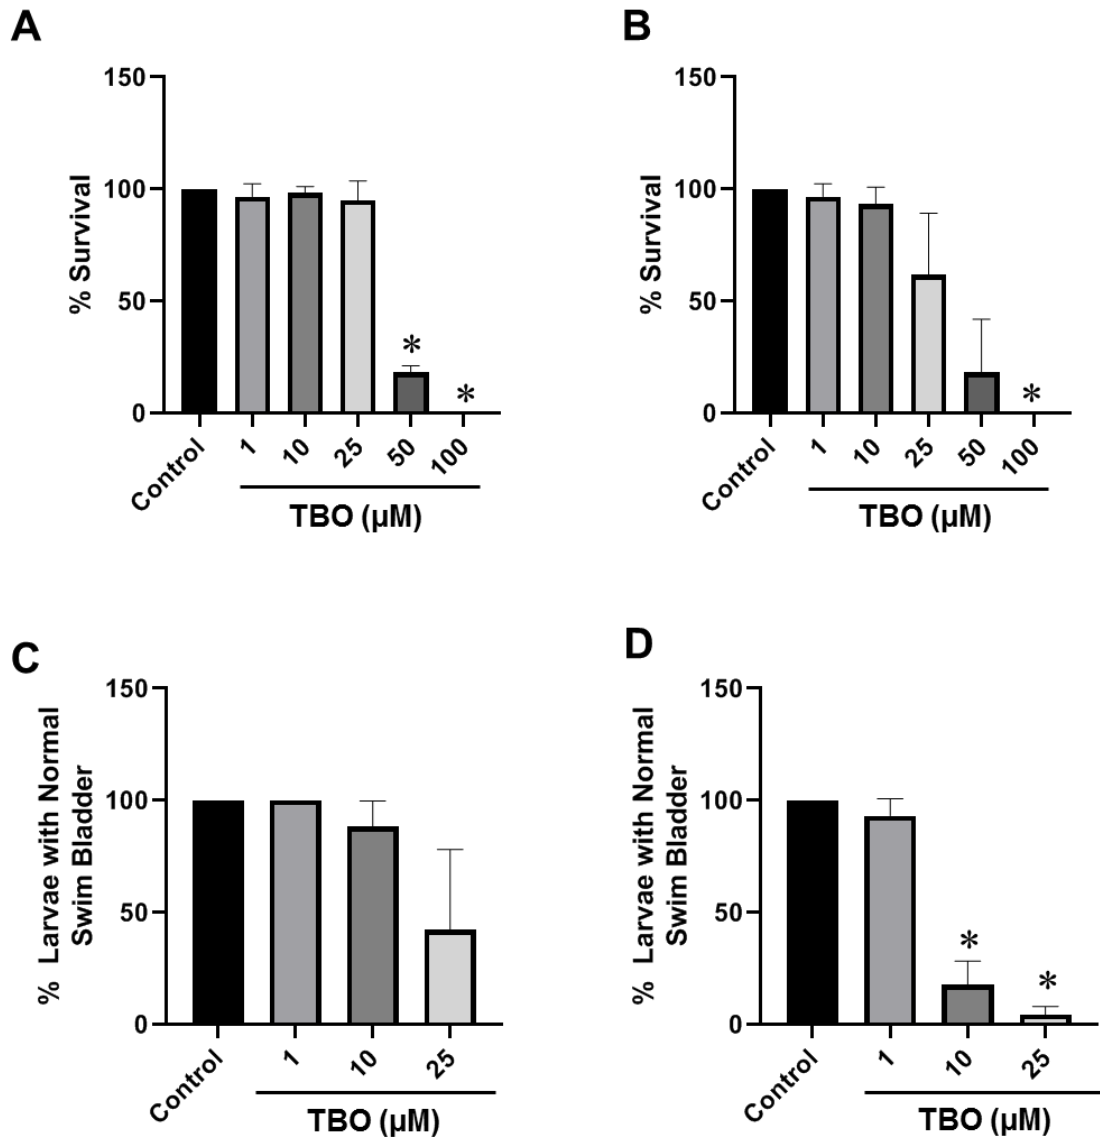 A
% Survival
150
100
50
0
*
*
Control
1
10
25
50
100
TBO (µM)
B
% Survival
150
100
50
0
*
Control
1
10
25
50
100
TBO (µM)
C
% Larvae with Normal
Swim Bladder
150
100
50
0
Control
1
10
25
TBO (µM)
D
% Larvae with Normal
Swim Bladder
150
100
50
0
*
*
Control
1
10
25
TBO (µM)